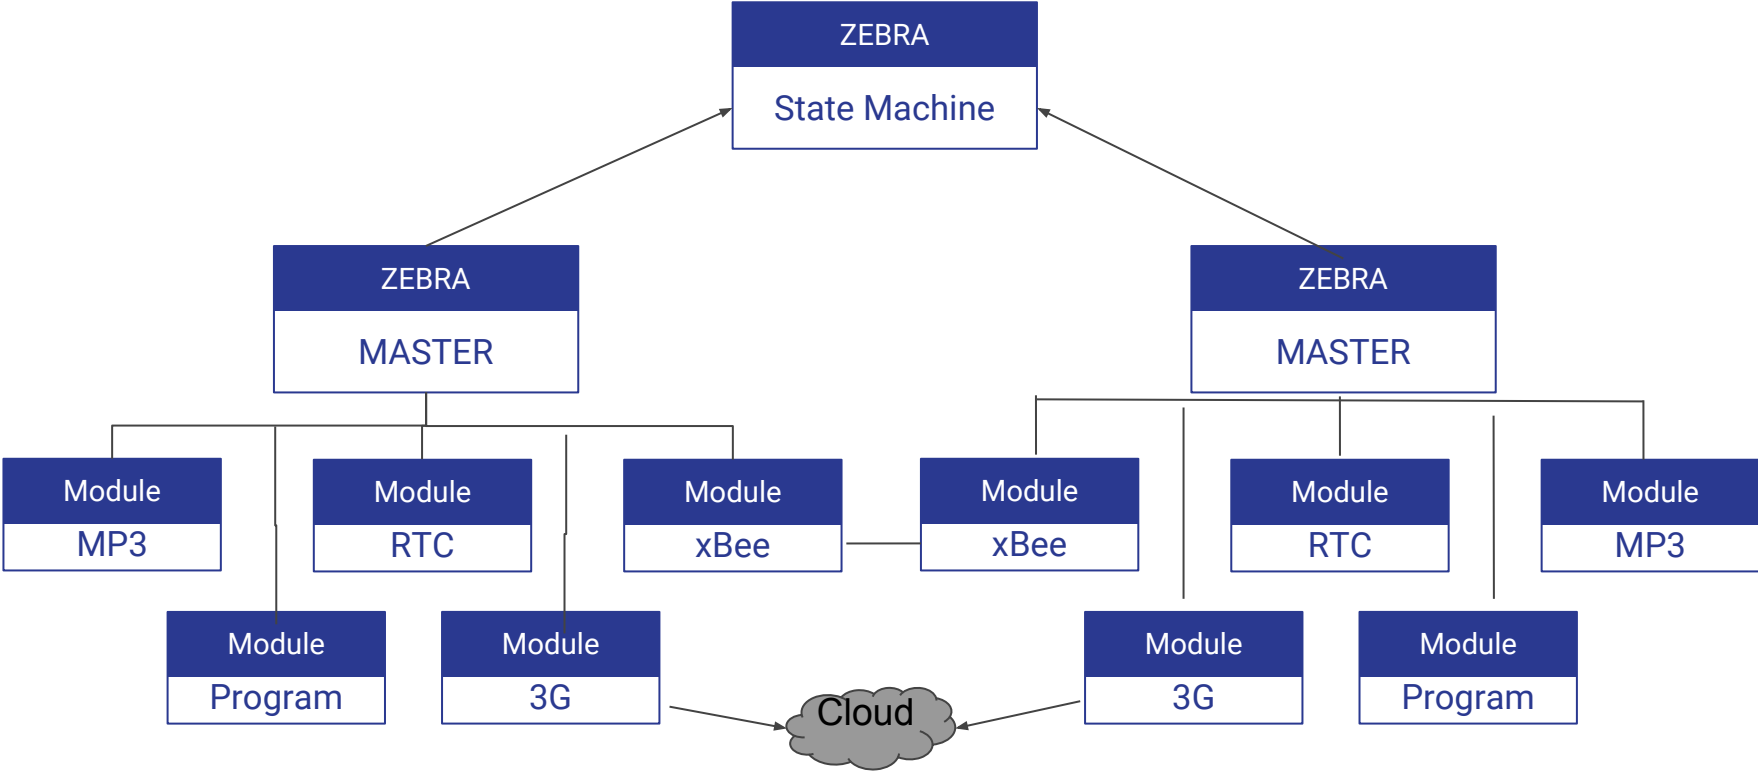 ZEBRA
State Machine
ZEBRA
MASTER
ZEBRA
MASTER
Module
MP3
Module
RTC
Module
xBee
Module
xBee
Module
RTC
Module
MP3
Module
Program
Module
3G
Cloud
Module
3G
Module
Program